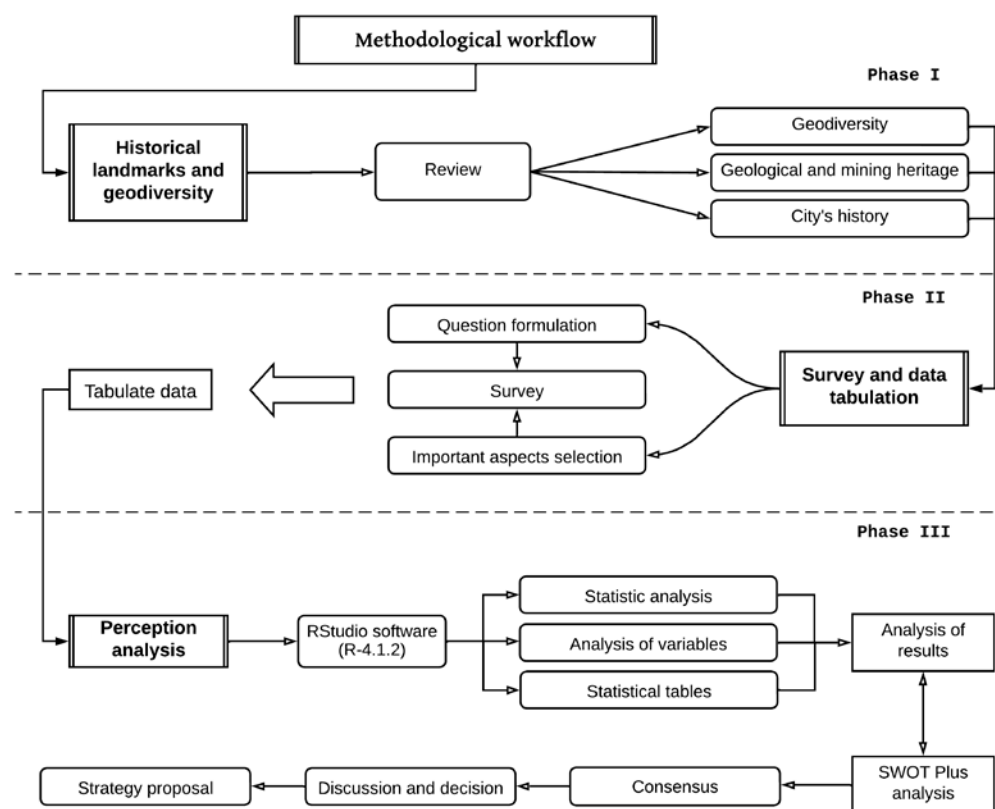 Methodological workflow
Phase I
Historical
landmarks and
geodiversity
Review
Geodiversity
Geological and mining heritage
City's history
Phase II
Question formulation
Survey
Important aspects selection
Survey and data
tabulation
Tabulate data
Phase III
Perception
analysis
RStudio software
(R-4.1.2)
Statistic analysis
Analysis of variables
Statistical tables
Analysis of
results
SWOT Plus
analysis
Consensus
Discussion and decision
Strategy proposal